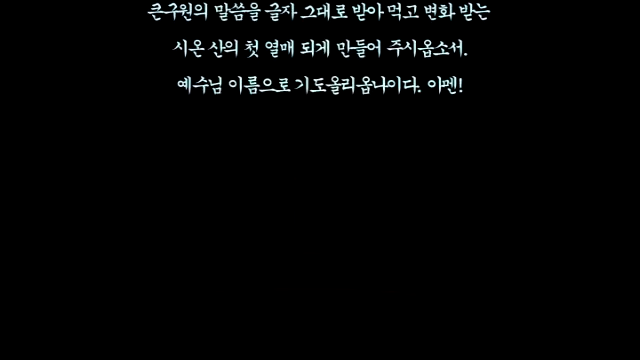 큰구원의 말씀을 글자 그대로 받아 먹고 변화 받는
시온 산의 첫 열매 되게 만들어 주시옵소서.
예수님 이름으로 기도올리옵나이다. 아멘!